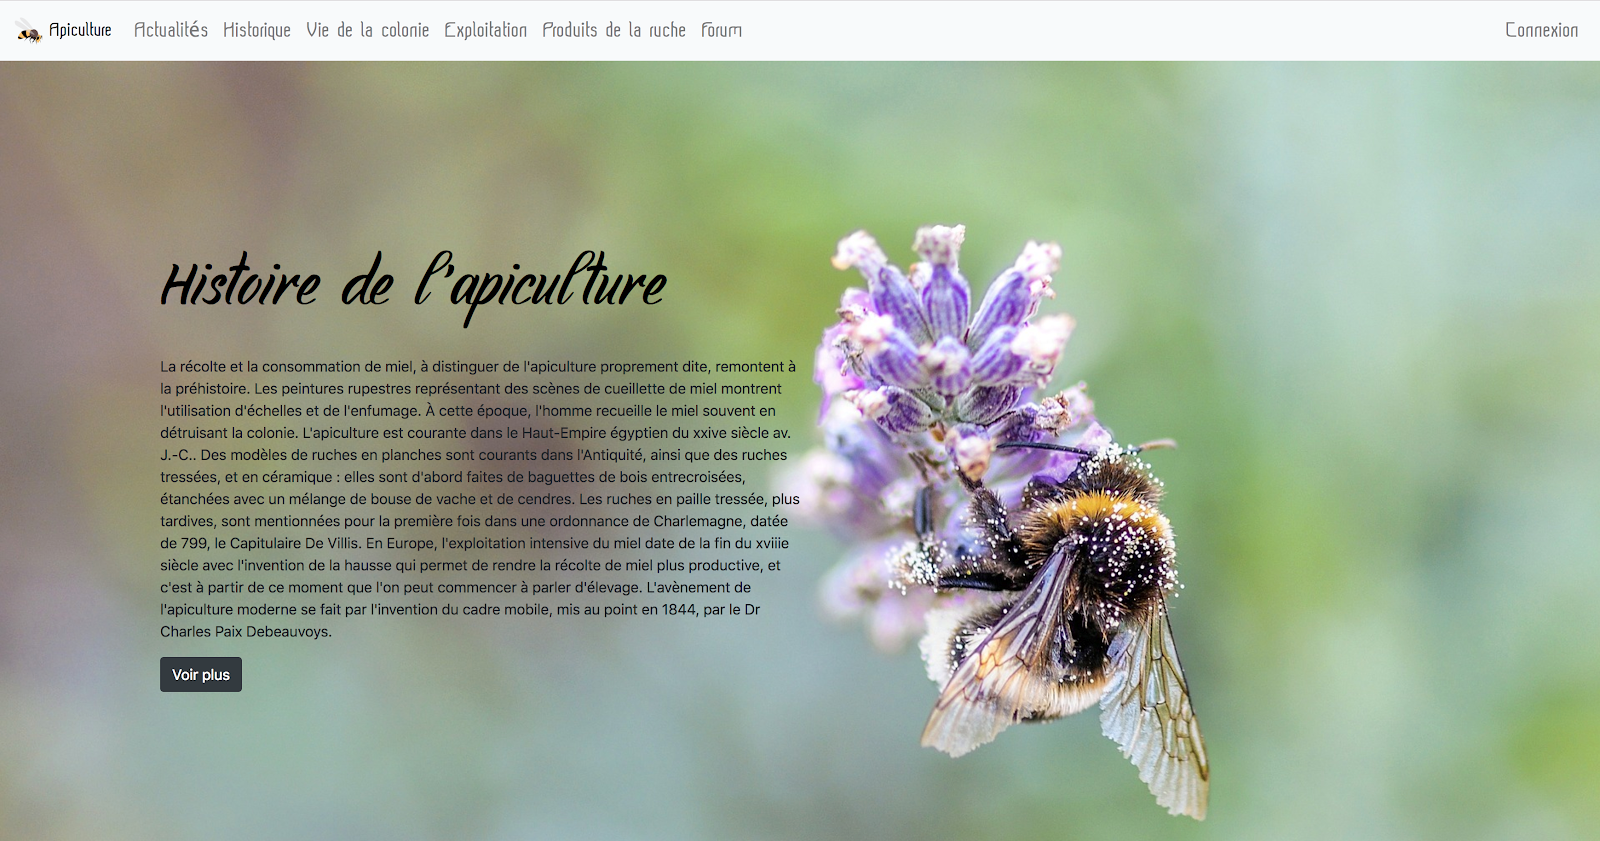 Apiculture Actualités Historique Vie de la colonie Exploitation Produits de la ruche Forum Connexion
Histoire de l'apiculture
La récolte et la consommation de miel, à distinguer de l'apiculture proprement dite, remontent à
la préhistoire. Les peintures rupestres représentant des scènes de cueillette de miel montrent
l'utilisation d'échelles et de l'enfumage. À cette époque, l'homme recueille le miel souvent en
détruisant la colonie. L'apiculture est courante dans le Haut-Empire égyptien du xxive siècle av.
J.-C.. Des modèles de ruches en planches sont courants dans l'Antiquité, ainsi que des ruches
tressées, et en céramique : elles sont d'abord faites de baguettes de bois entrecroisées,
étanchées avec un mélange de bouse de vache et de cendres. Les ruches en paille tressée, plus
tardives, sont mentionnées pour la première fois dans une ordonnance de Charlemagne, datée
de 799, le Capitulaire De Villis. En Europe, l'exploitation intensive du miel date de la fin du xviiie
siècle avec l'invention de la hausse qui permet de rendre la récolte de miel plus productive, et
c'est à partir de ce moment que l'on peut commencer à parler d'élevage. L'avènement de
l'apiculture moderne se fait par l'invention du cadre mobile, mis au point en 1844, par le Dr
Charles Paix Debeauvoys.
Voir plus